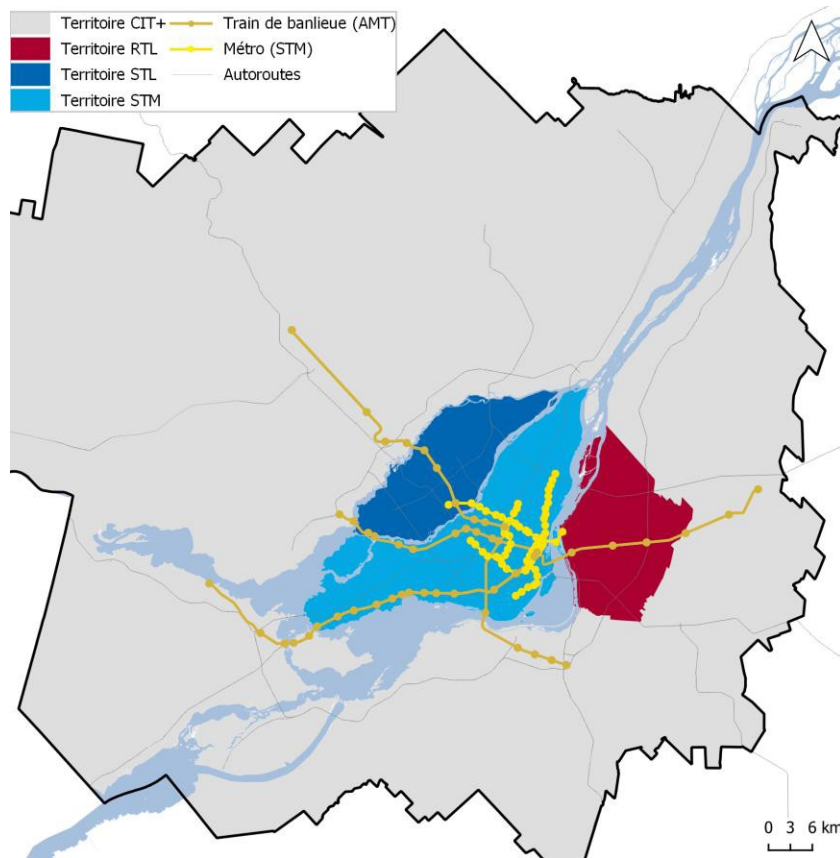 Territoire CIT+
Territoire RTL
Territoire STL
Territoire STM
Train de banlieue (AMT)
Métro (STM)
Autoroutes
0 3 6 km